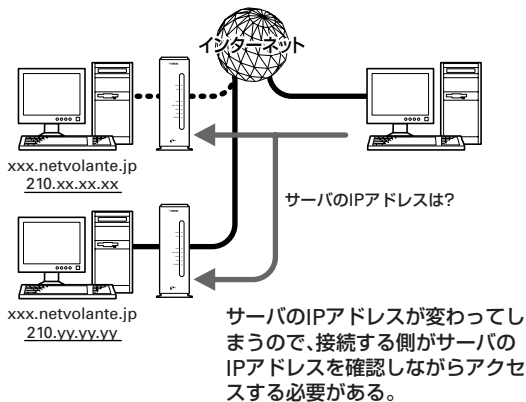 インターネット
xxx.netvolante.jp
210.xx.xx.xx
サーバのIPアドレスは?
xxx.netvolante.jp
210.yy.yy.yy
サーバのIPアドレスが変わってし
まうので、接続する側がサーバの
IPアドレスを確認しながらアクセ
スする必要がある。